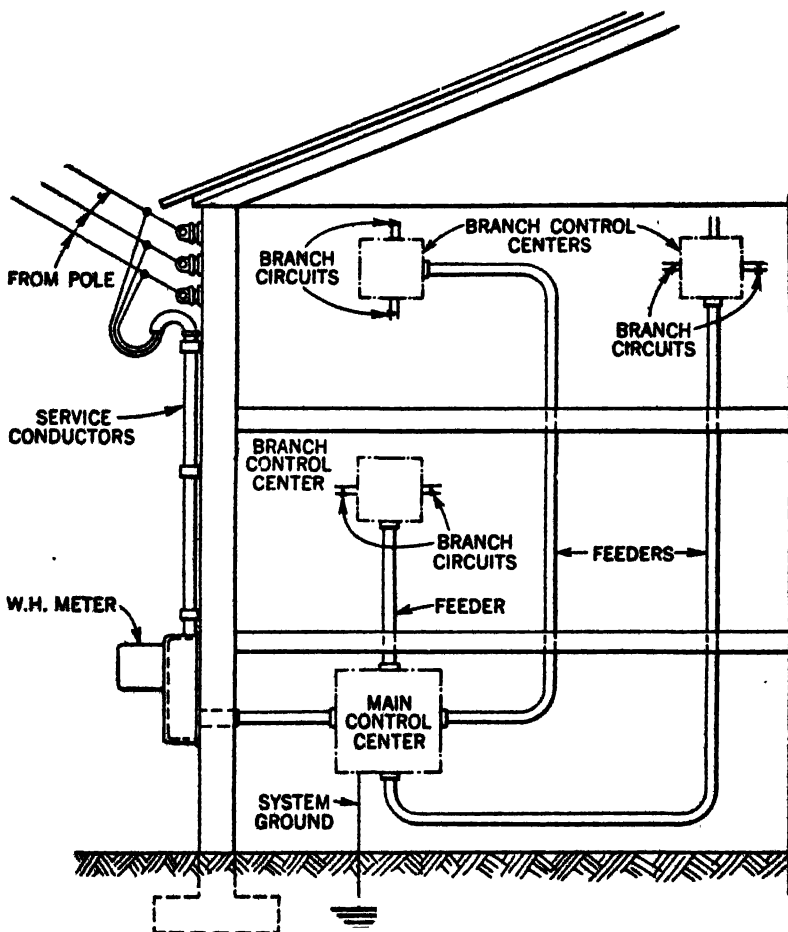 FROM POLE
BRANCH
CIRCUITS
BRANCH CONTROL
CENTERS
BRANCH
CIRCUITS
SERVICE
CONDUCTORS
BRANCH
CONTROL
CENTER
BRANCH
CIRCUITS
FEEDERS
W.H. METER
FEEDER
MAIN
CONTROL
CENTER
SYSTEM
GROUND